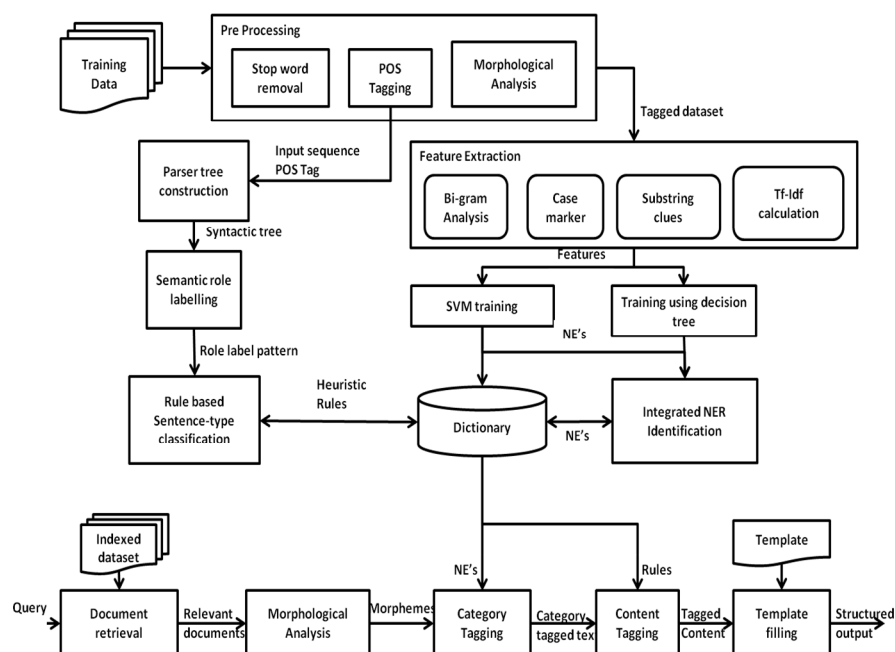 Pre Processing
Training
Data
Stop word
removal
POS
Tagging
Morphological
Analysis
Tagged dataset
Input sequence
POS Tag
Parser tree
construction
Feature Extraction
Bi-gram
Analysis
Case
marker
Substring
clues
Tf-Idf
calculation
Syntactic tree
Features
Semantic role
labelling
SVM training
Training using decision
tree
NE's
Role label pattern
Rule based
Sentence-type
classification
Heuristic
Rules
Dictionary
NE's
Integrated NER
Identification
Indexed
dataset
Template
NE's
Rules
Query
Document
retrieval
Relevant
documents
Morphological
Analysis
Morphemes
Category
Tagging
Category
tagged tex
Content
Tagging
Tagged
Content
Template
filling
Structured
output